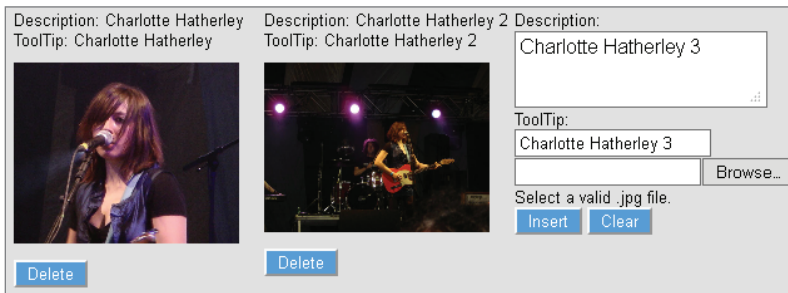 Description: Charlotte Hatherley
ToolTip: Charlotte Hatherley
Delete
Description: Charlotte Hatherley 2
ToolTip: Charlotte Hatherley 2
Delete
Description:
Charlotte Hatherley 3
ToolTip:
Charlotte Hatherley 3
Browse...
Select a valid .jpg file.
Insert Clear